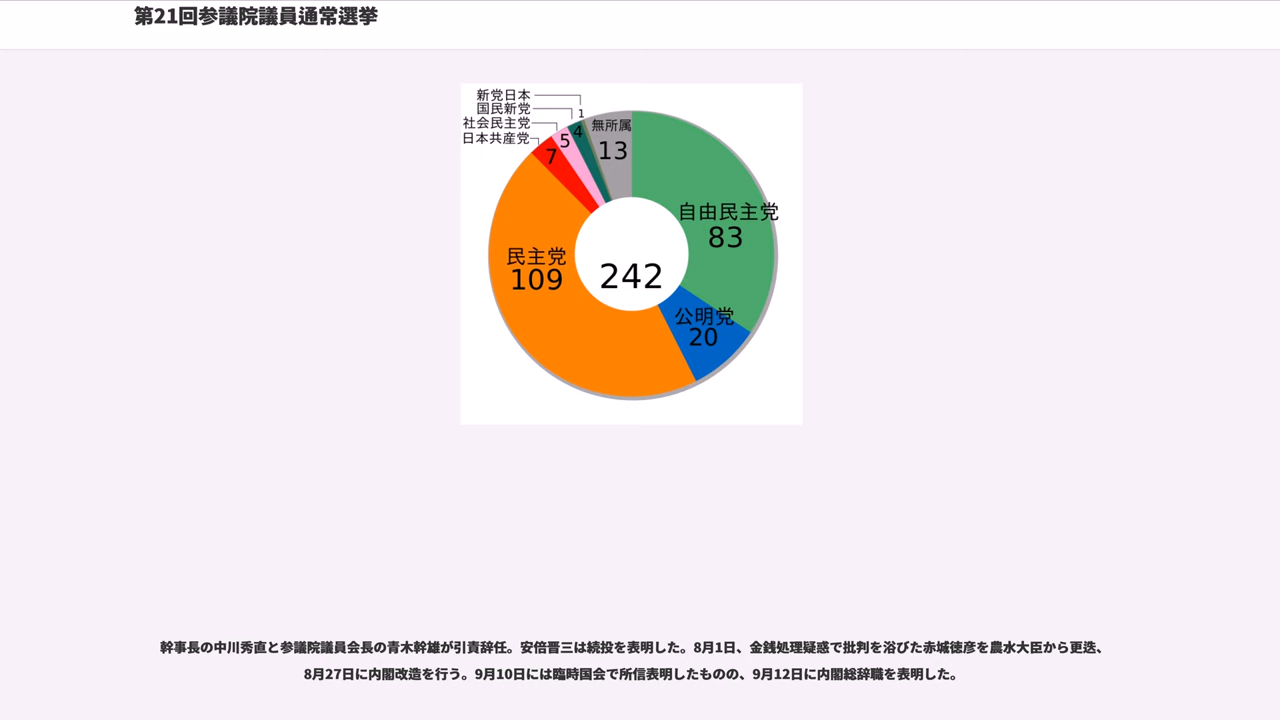 第21回参議院議員通常選挙
新党日本
国民新党
社会民主党
日本共産党
1
4
5
7
無所属
13
自由民主党
83
民主党
109
242
公明党
20
幹事長の中川秀直と参議院議員会長の青木幹雄が引責辞任。安倍晋三は続投を表明した。8月1日、金銭処理疑惑で批判を浴びた赤城徳彦を農水大臣から更迭、
8月27日に内閣改造を行う。9月10日には臨時国会で所信表明したものの、9月12日に内閣総辞職を表明した。